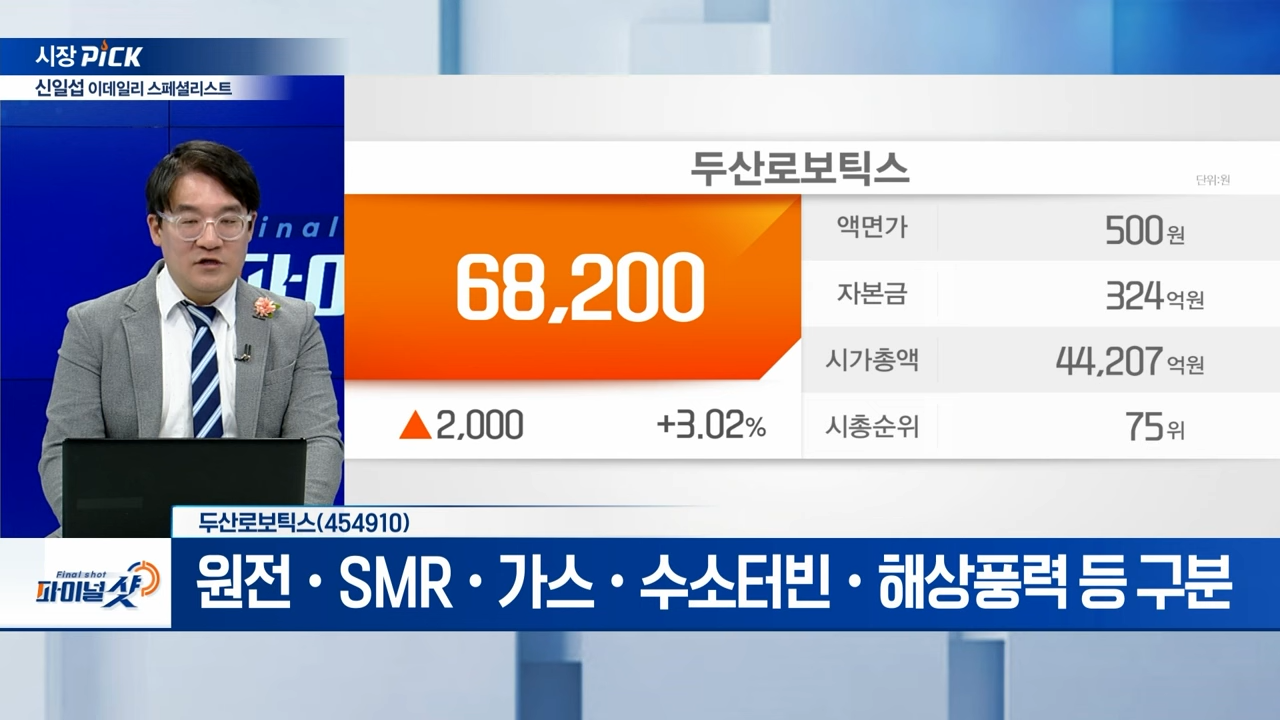 시장 PiCK
신일섭 이데일리 스페셜리스트
inal
파이
두산로보틱스
단위:원
68,200
▲2,000 +3.02%
액면가 500원
자본금 324억원
시가총액 44,207억원
시총순위 75위
두산로보틱스(454910)
Final shot
파이널샷
원전·SMR·가스·수소터빈·해상풍력 등 구분